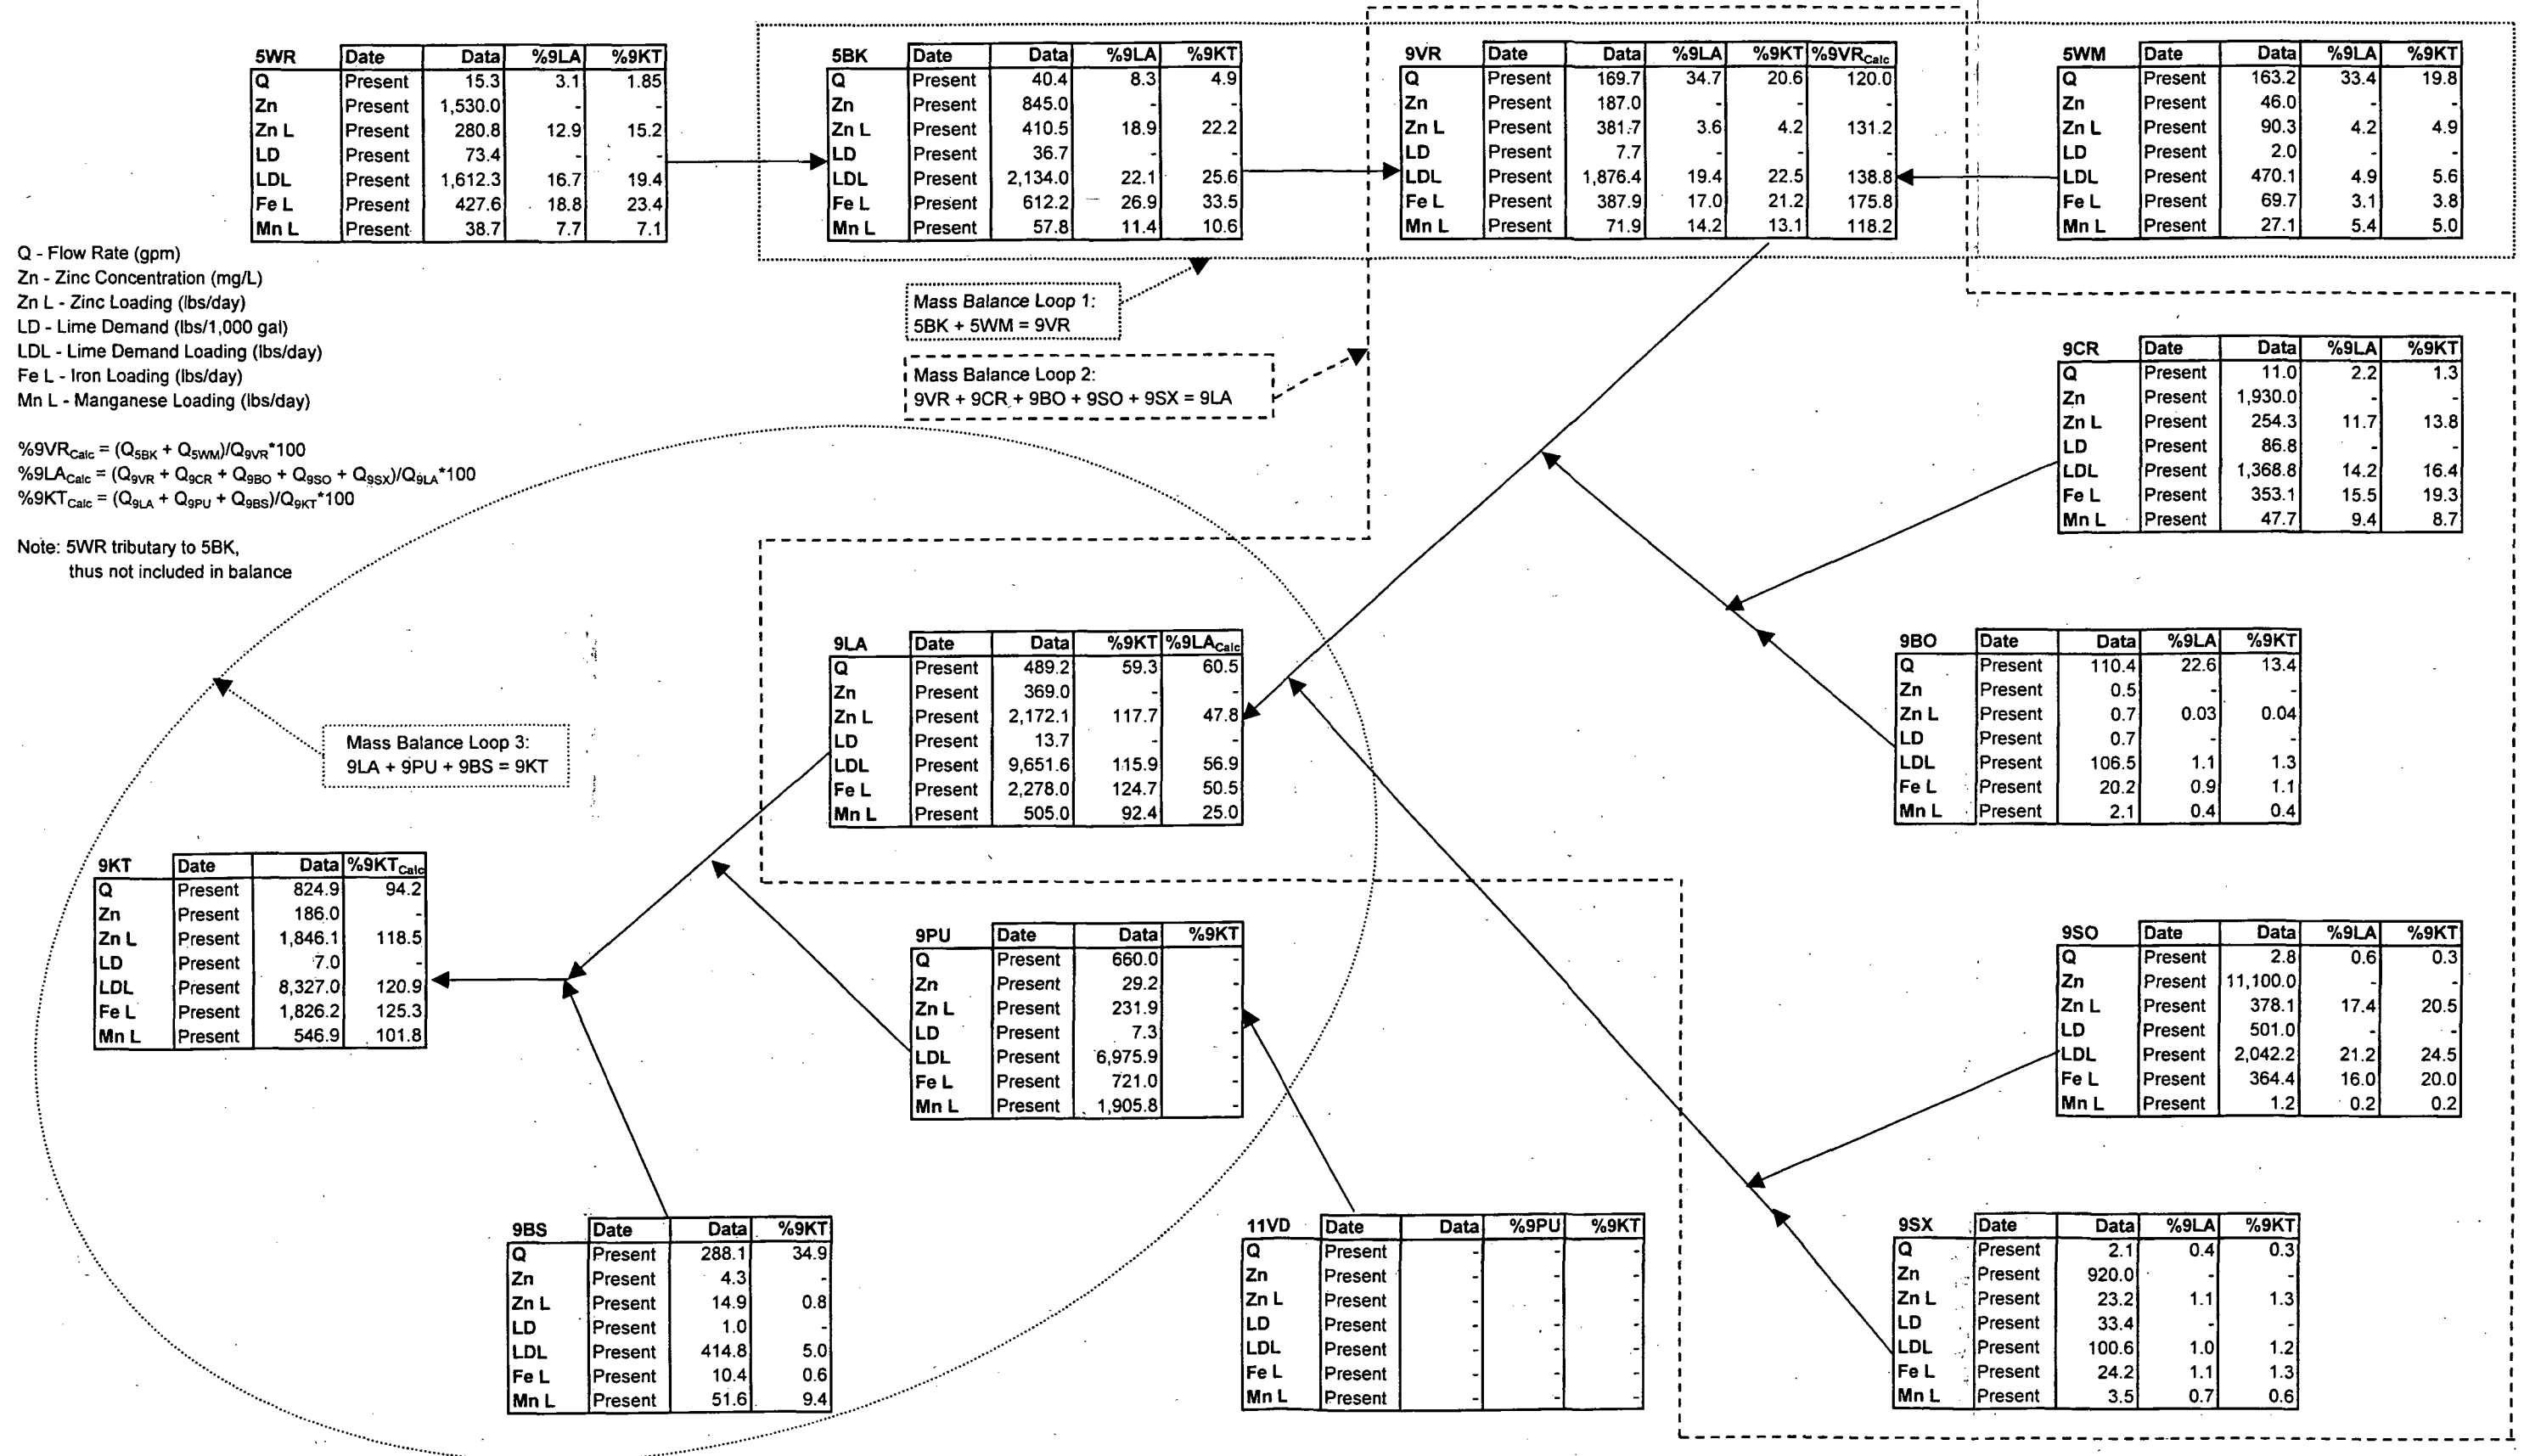 5WR Date Data %9LA %9KT
Q Present 15.3 3.1 1.85
Zn Present 1,530.0 - -
Zn L Present 280.8 12.9 15.2
LD Present 73.4 - -
LDL Present 1,612.3 16.7 19.4
Fe L Present 427.6 18.8 23.4
Mn L Present 38.7 7.7 7.1
5BK Date Data %9LA %9KT
Q Present 40.4 8.3 4.9
Zn Present 845.0 - -
Zn L Present 410.5 18.9 22.2
LD Present 36.7 - -
LDL Present 2,134.0 22.1 25.6
Fe L Present 612.2 26.9 33.5
Mn L Present 57.8 11.4 10.6
9VR Date Data %9LA %9KT %9VRCalc
Q Present 169.7 34.7 20.6 120.0
Zn Present 187.0 - - -
Zn L Present 381.7 3.6 4.2 131.2
LD Present 7.7 - - -
LDL Present 1,876.4 19.4 22.5 138.8
Fe L Present 387.9 17.0 21.2 175.8
Mn L Present 71.9 14.2 13.1 118.2
5WM Date Data %9LA %9KT
Q Present 163.2 33.4 19.8
Zn Present 46.0 - -
Zn L Present 90.3 4.2 4.9
LD Present 2.0 - -
LDL Present 470.1 4.9 5.6
Fe L Present 69.7 3.1 3.8
Mn L Present 27.1 5.4 5.0
Q - Flow Rate (gpm)
Zn - Zinc Concentration (mg/L)
Zn L - Zinc Loading (lbs/day)
LD - Lime Demand (lbs/1,000 gal)
LDL - Lime Demand Loading (lbs/day)
Fe L - Iron Loading (lbs/day)
Mn L - Manganese Loading (lbs/day)
%9VRCalc = (Q5BK + Q5WM)/Q9VR*100
%9LACalc = (Q9VR + Q9CR + Q9BO + Q9SO + Q9SX)/Q9LA*100
%9KTCalc = (Q9LA + Q9PU + Q9BS)/Q9KT*100
Note: 5WR tributary to 5BK,
thus not included in balance
Mass Balance Loop 1:
5BK + 5WM = 9VR
Mass Balance Loop 2:
9VR + 9CR + 9BO + 9SO + 9SX = 9LA
9CR Date Data %9LA %9KT
Q Present 11.0 2.2 1.3
Zn Present 1,930.0 - -
Zn L Present 254.3 11.7 13.8
LD Present 86.8 - -
LDL Present 1,368.8 14.2 16.4
Fe L Present 353.1 15.5 19.3
Mn L Present 47.7 9.4 8.7
9LA Date Data %9KT %9LACalc
Q Present 489.2 59.3 60.5
Zn Present 369.0 - -
Zn L Present 2,172.1 117.7 47.8
LD Present 13.7 - -
LDL Present 9,651.6 115.9 56.9
Fe L Present 2,278.0 124.7 50.5
Mn L Present 505.0 92.4 25.0
9BO Date Data %9LA %9KT
Q Present 110.4 22.6 13.4
Zn Present 0.5 - -
Zn L Present 0.7 0.03 0.04
LD Present 0.7 - -
LDL Present 106.5 1.1 1.3
Fe L Present 20.2 0.9 1.1
Mn L Present 2.1 0.4 0.4
Mass Balance Loop 3:
9LA + 9PU + 9BS = 9KT
9KT Date Data %9KTCalc
Q Present 824.9 94.2
Zn Present 186.0 -
Zn L Present 1,846.1 118.5
LD Present 7.0 -
LDL Present 8,327.0 120.9
Fe L Present 1,826.2 125.3
Mn L Present 546.9 101.8
9PU Date Data %9KT
Q Present 660.0 -
Zn Present 29.2 -
Zn L Present 231.9 -
LD Present 7.3 -
LDL Present 6,975.9 -
Fe L Present 721.0 -
Mn L Present 1,905.8 -
9SO Date Data %9LA %9KT
Q Present 2.8 0.6 0.3
Zn Present 11,100.0 - -
Zn L Present 378.1 17.4 20.5
LD Present 501.0 - -
LDL Present 2,042.2 21.2 24.5
Fe L Present 364.4 16.0 20.0
Mn L Present 1.2 0.2 0.2
9BS Date Data %9KT
Q Present 288.1 34.9
Zn Present 4.3 -
Zn L Present 14.9 0.8
LD Present 1.0 -
LDL Present 414.8 5.0
Fe L Present 10.4 0.6
Mn L Present 51.6 9.4
11VD Date Data %9PU %9KT
Q Present - - -
Zn Present - - -
Zn L Present - - -
LD Present - - -
LDL Present - - -
Fe L Present - - -
Mn L Present - - -
9SX Date Data %9LA %9KT
Q Present 2.1 0.4 0.3
Zn Present 920.0 - -
Zn L Present 23.2 1.1 1.3
LD Present 33.4 - -
LDL Present 100.6 1.0 1.2
Fe L Present 24.2 1.1 1.3
Mn L Present 3.5 0.7 0.6